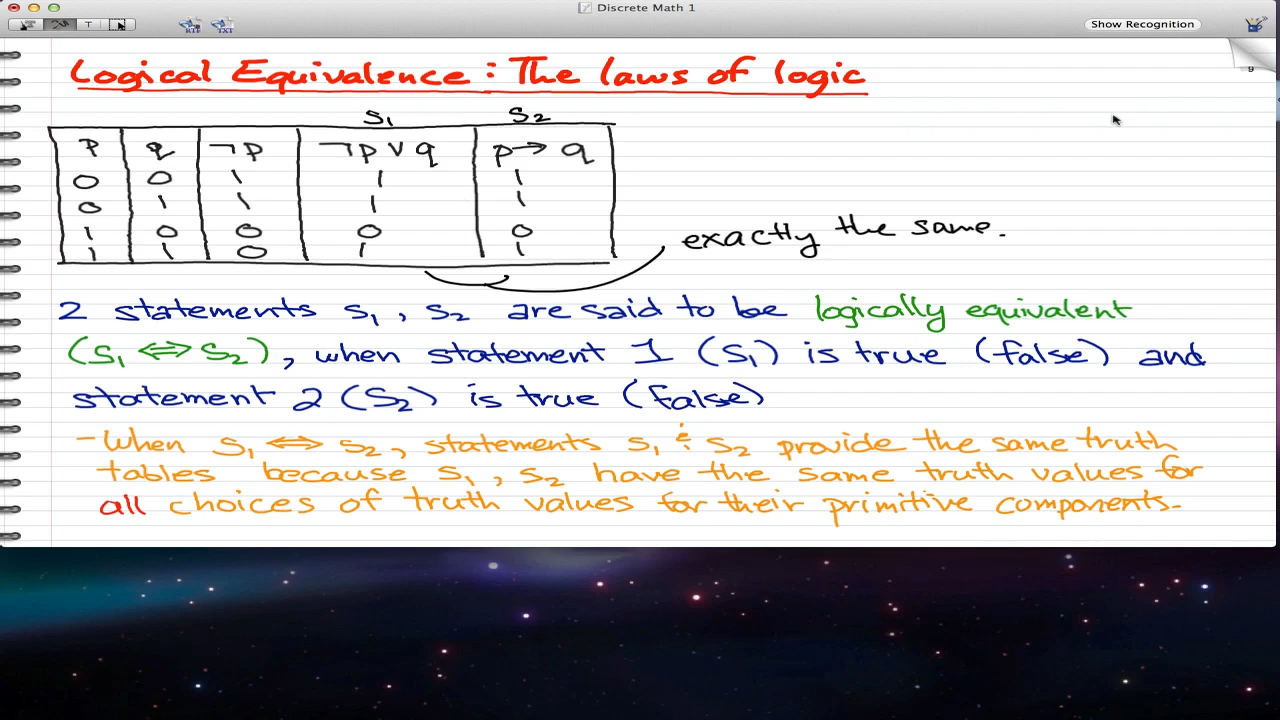 Discrete Math 1
T
RTF
TXT
Show Recognition
9
Logical Equivalence: The laws of logic
S1 S2
p q ¬p ¬p ∨ q p → q
0 0 1 1 1
0 1 1 1 1
1 0 0 0 0
1 1 0 1 1
exactly the same.
2 statements S1, S2 are said to be logically equivalent
(S1 ⇔ S2), when statement 1 (S1) is true (false) and
statement 2 (S2) is true (false)
- When S1 ⇔ S2, statements S1 & S2 provide the same truth
tables because S1, S2 have the same truth values for
all choices of truth values for their primitive components.